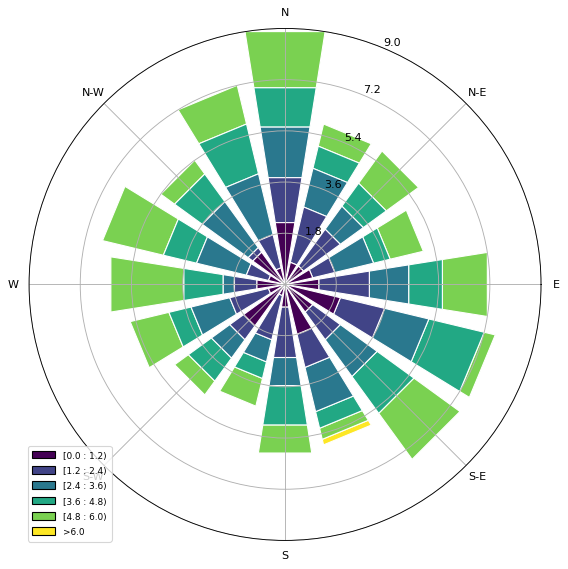 N
9.0
N-W
7.2
N-E
5.4
3.6
1.8
W
E
[0.0 : 1.2)
[1.2 : 2.4)
[2.4 : 3.6)
[3.6 : 4.8)
[4.8 : 6.0)
>6.0
S-W
S-E
S